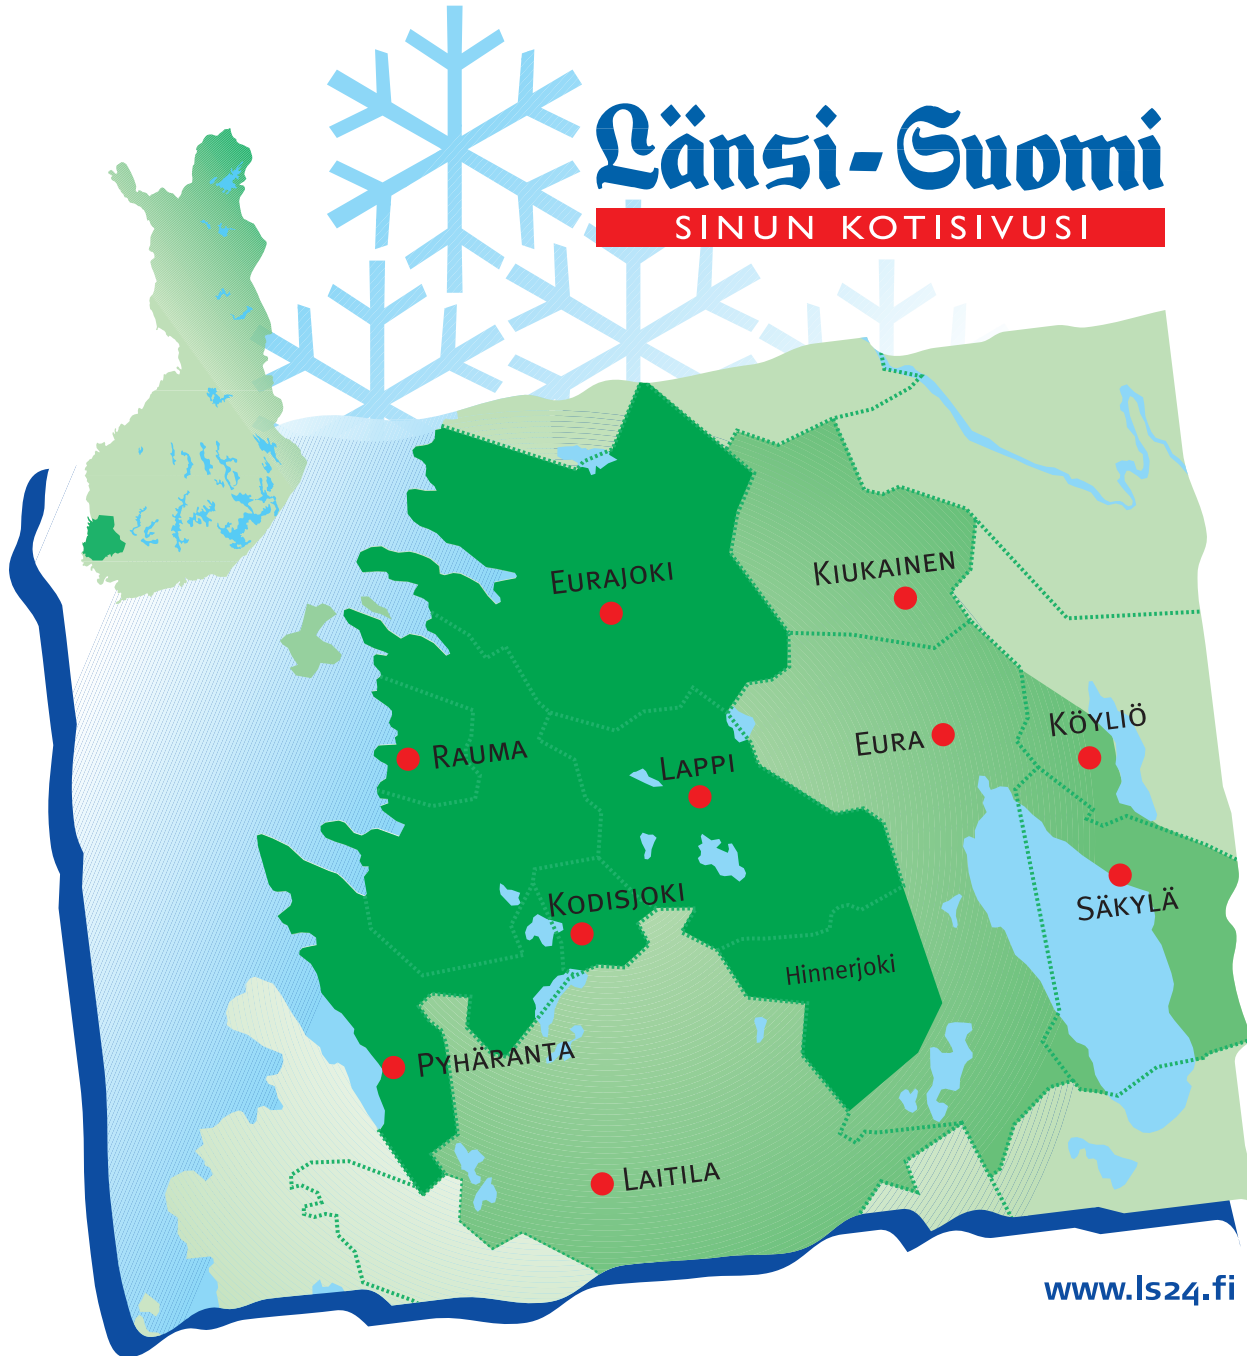 Länsi-Suomi
SINUN KOTISIVUSI
EURAJOKI
KIUKAINEN
RAUMA
LAPPI
EURA
KÖYLIÖ
KODISJOKI
SÄKYLÄ
Hinnerjoki
PYHÄRANTA
LAITILA
www.ls24.fi